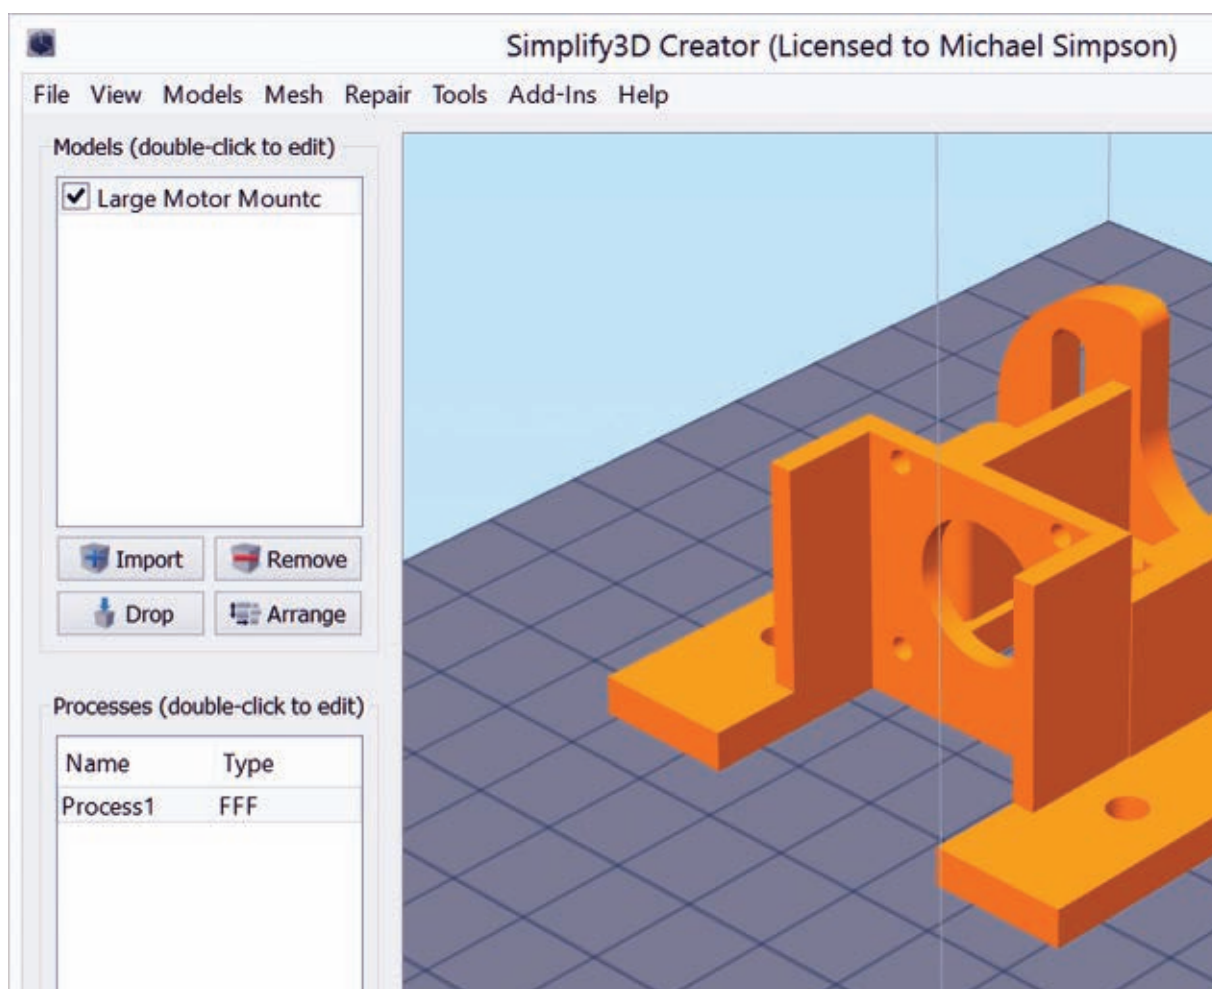 Simplify3D Creator (Licensed to Michael Simpson)
File View Models Mesh Repair Tools Add-Ins Help
Models (double-click to edit)
Large Motor Mountc
Import Remove
Drop Arrange
Processes (double-click to edit)
Name Type
Process1 FFF